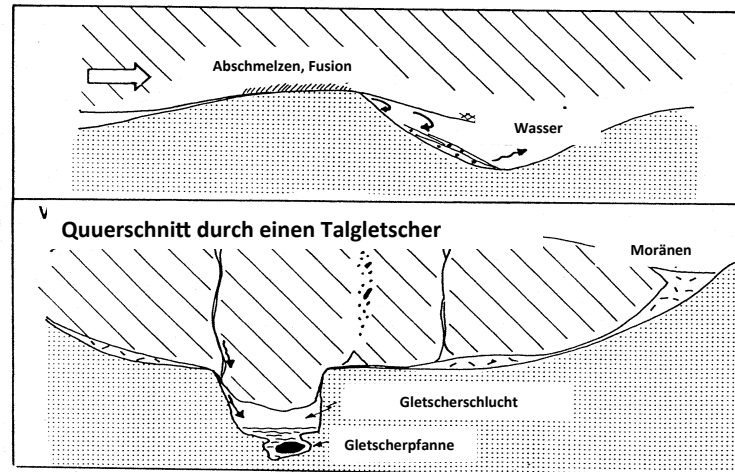 Abschmelzen, Fusion
Wasser
V
Quuerschnitt durch einen Talgletscher
Moränen
Gletscherschlucht
Gletscherpfanne